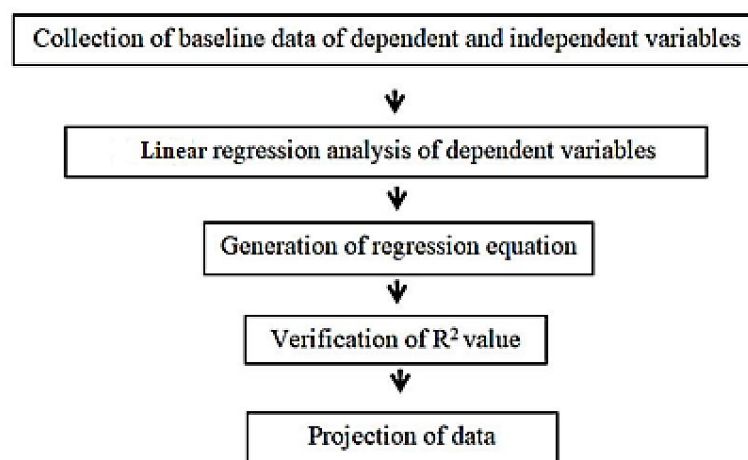 Collection of baseline data of dependent and independent variables
Linear regression analysis of dependent variables
Generation of regression equation
Verification of R² value
Projection of data